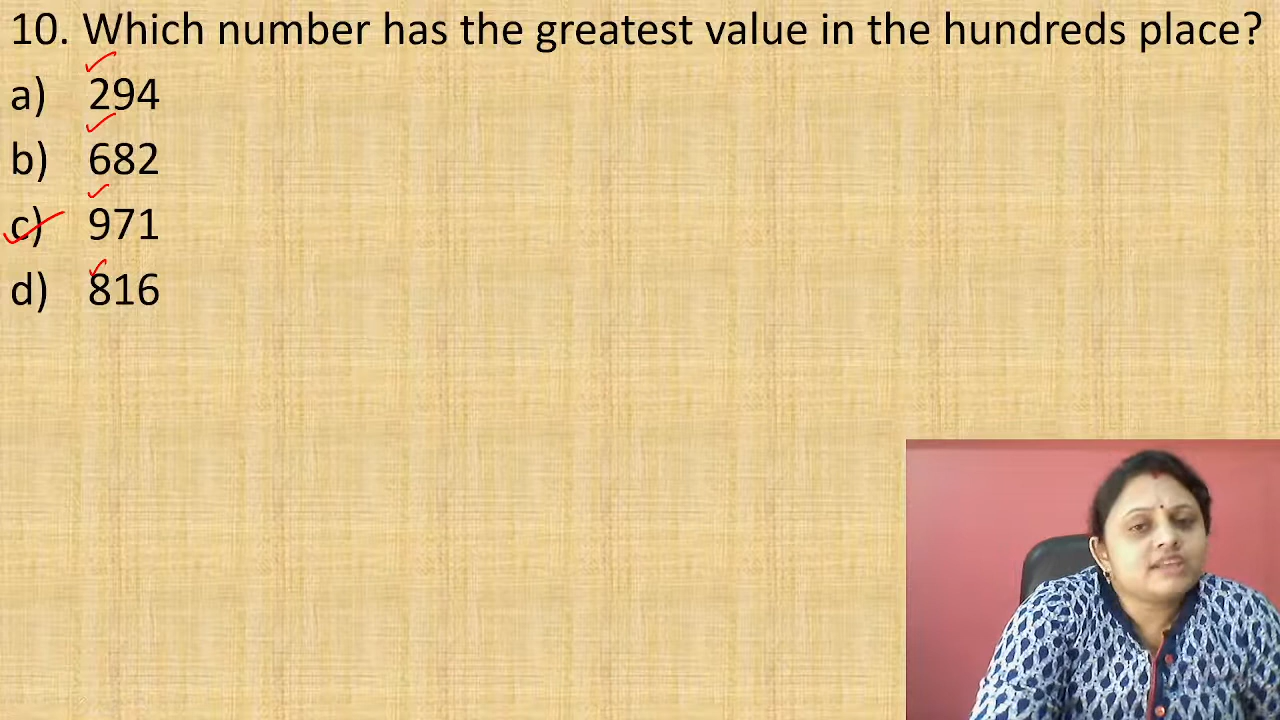 10. Which number has the greatest value in the hundreds place?
a) 294
b) 682
c) 971
d) 816